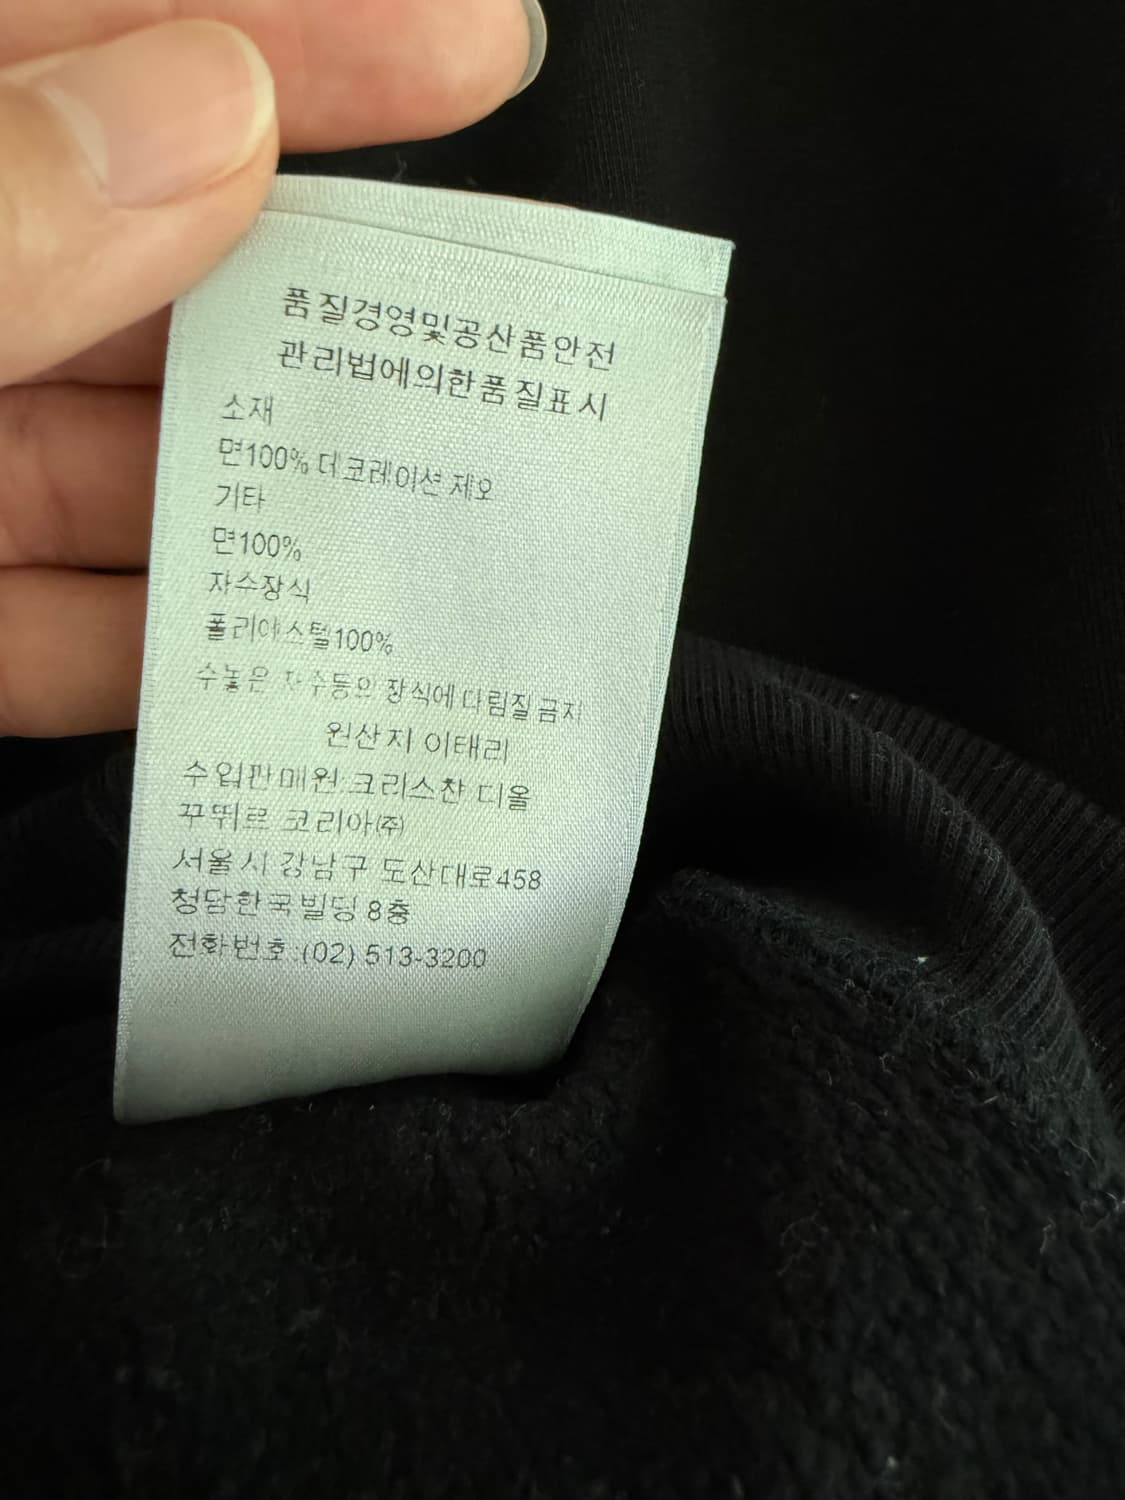 품질경영및공산품안전
관리법에의한품질표시
소재
면100% 데코레이션 제오
기타
면100%
자수장식
폴리에스털100%
수놓은 자수등의 장식에 다림질 금지
원산지 이태리
수입판매원.크리스찬 디올
꾸뛰르 코리아㈜
서울시 강남구 도산대로458
청담한국빌딩 8층
전화번호:(02) 513-3200